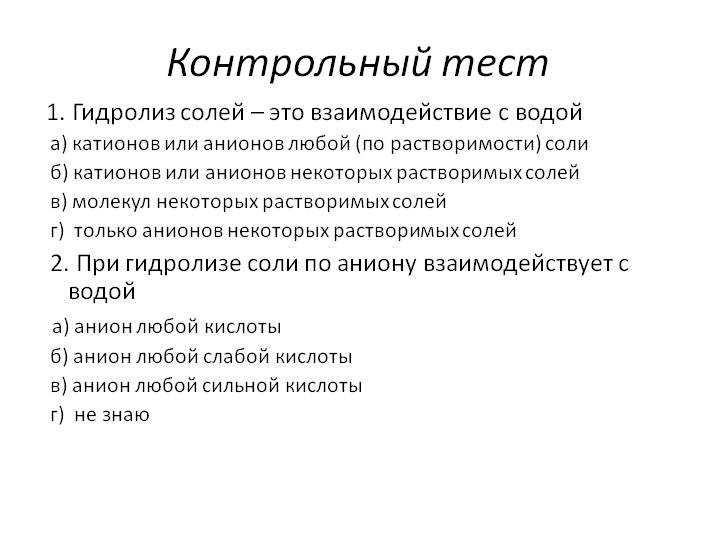 Контрольный тест
1. Гидролиз солей – это взаимодействие с водой
а) катионов или анионов любой (по растворимости) соли
б) катионов или анионов некоторых растворимых солей
в) молекул некоторых растворимых солей
г) только анионов некоторых растворимых солей
2. При гидролизе соли по аниону взаимодействует с
водой
а) анион любой кислоты
б) анион любой слабой кислоты
в) анион любой сильной кислоты
г) не знаю